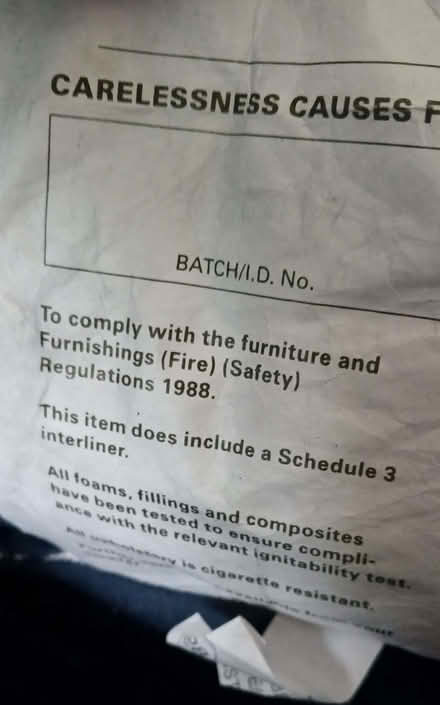 CARELESSNESS CAUSES F
BATCH/I.D. No.
To comply with the furniture and
Furnishings (Fire) (Safety)
Regulations 1988.
This item does include a Schedule 3
interliner.
All foams, fillings and composites
have been tested to ensure compli-
ance with the relevant ignitability test.
All upholstery is cigarette resistant.